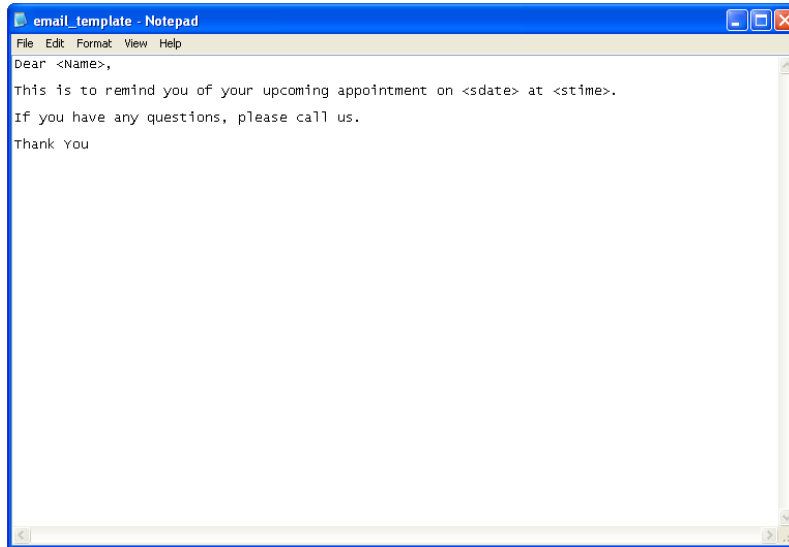 email_template - Notepad
File Edit Format View Help
Dear <Name>,
This is to remind you of your upcoming appointment on <sdate> at <stime>.
If you have any questions, please call us.
Thank You